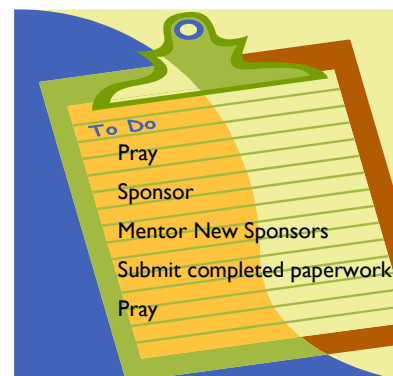 To Do
Pray
Sponsor
Mentor New Sponsors
Submit completed paperwork
Pray